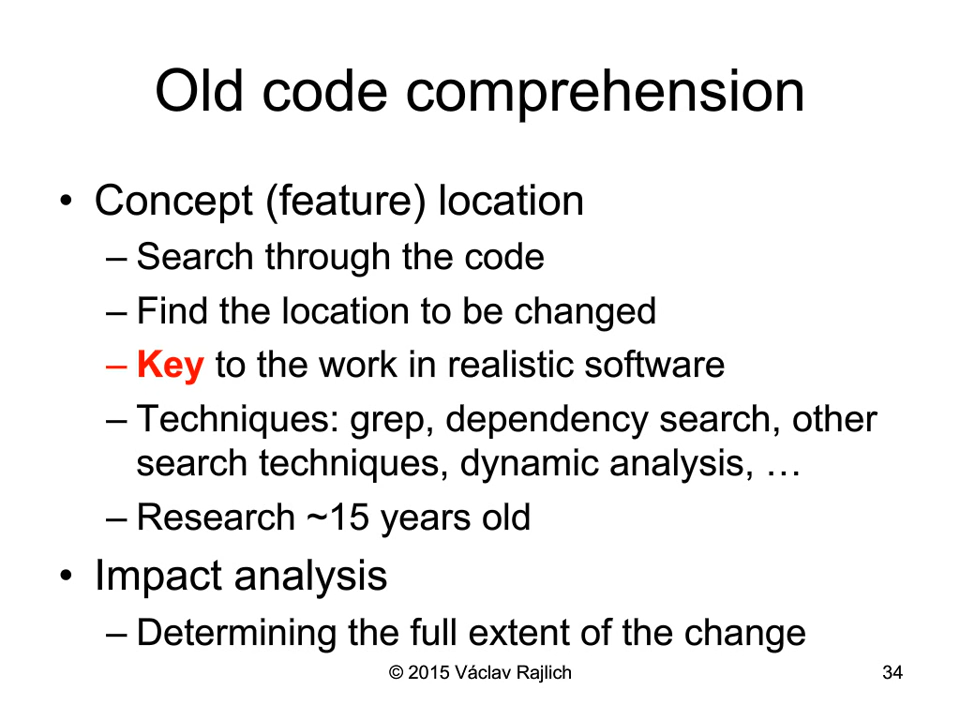 Old code comprehension
• Concept (feature) location
– Search through the code
– Find the location to be changed
– Key to the work in realistic software
– Techniques: grep, dependency search, other
search techniques, dynamic analysis, …
– Research ~15 years old
• Impact analysis
– Determining the full extent of the change
© 2015 Václav Rajlich 34